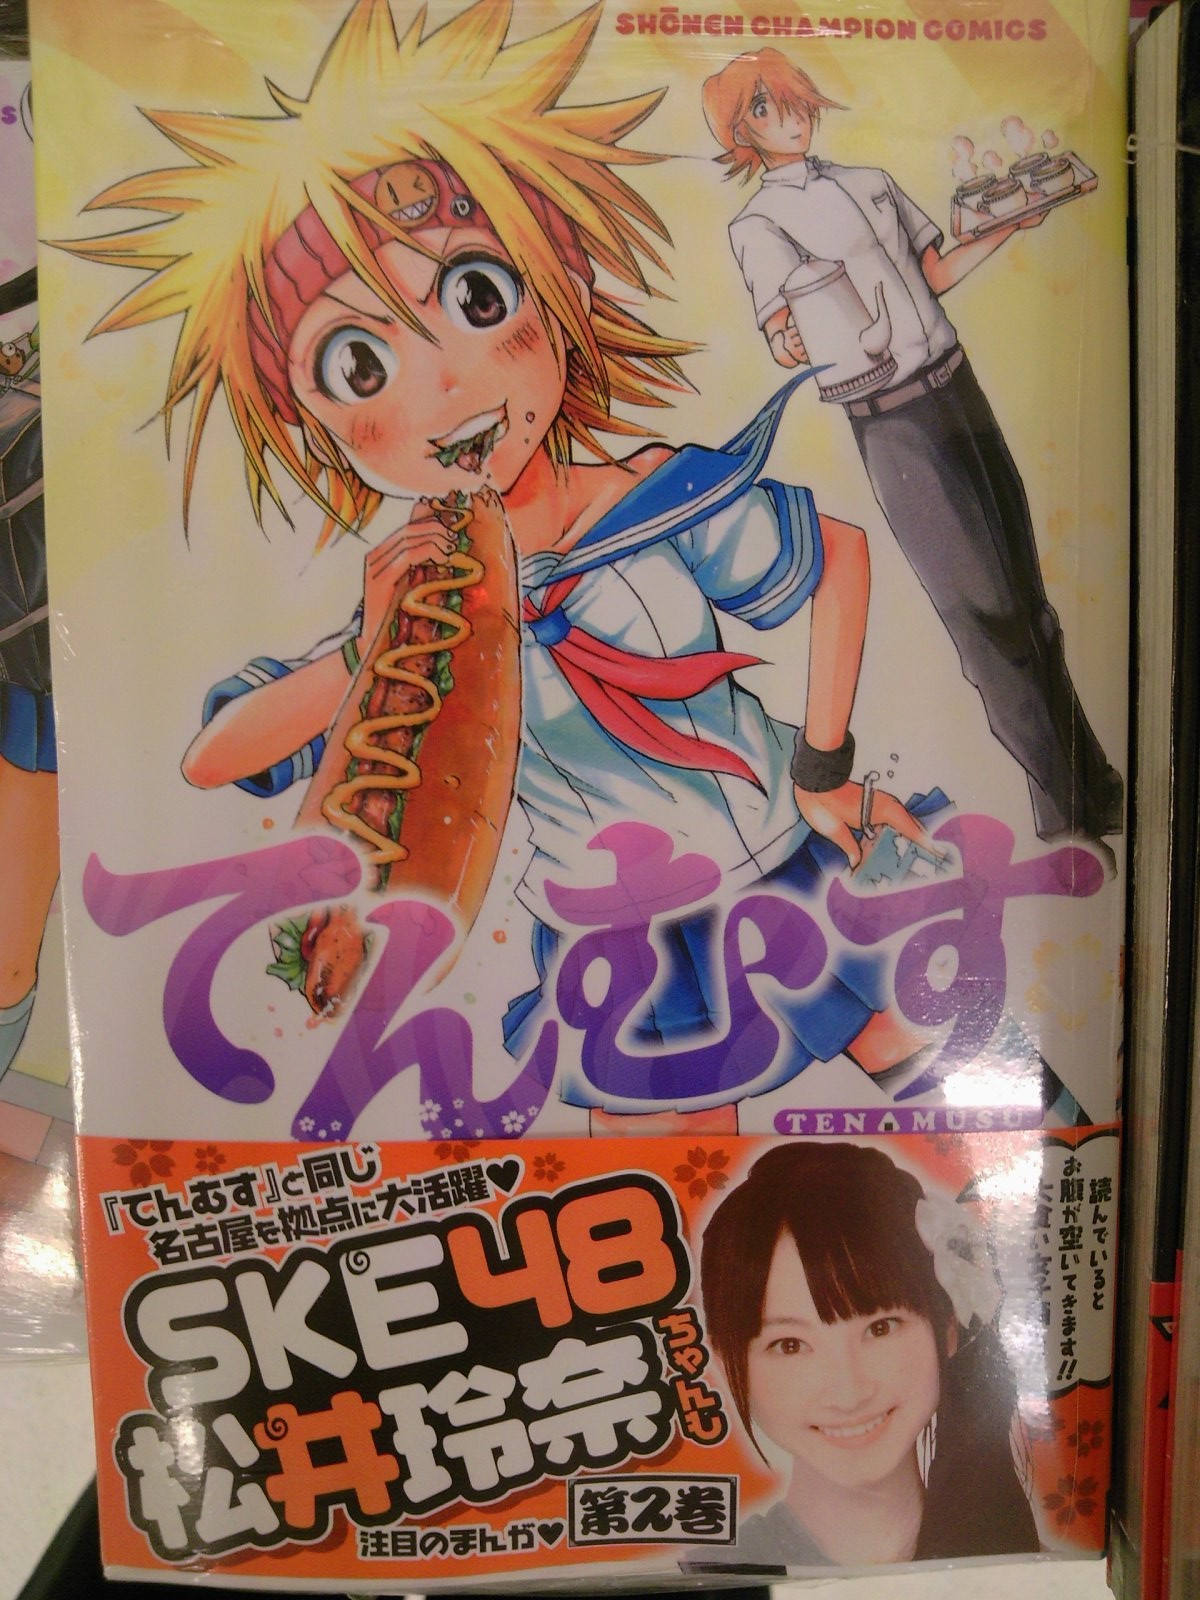 SHŌNEN CHAMPION COMICS
てんむす
TENMUSU
『てんむす』と同じ
名古屋を拠点に大活躍♥
SKE48
松井玲奈ちゃんも
注目のまんが♥
第2巻
読んでいると
お腹が空いてきます!!